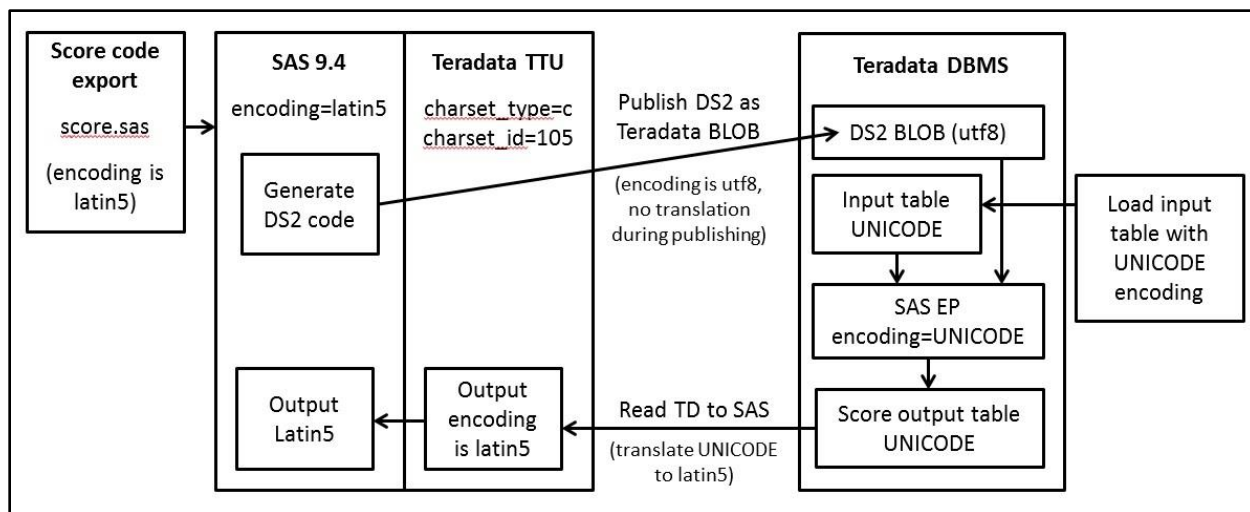 Score code
export
score.sas
(encoding is
latin5)
SAS 9.4
encoding=latin5
Generate
DS2 code
Output
Latin5
Teradata TTU
charset_type=c
charset_id=105
Output
encoding
is latin5
Publish DS2 as
Teradata BLOB
(encoding is utf8,
no translation
during publishing)
Read TD to SAS
(translate UNICODE
to latin5)
Teradata DBMS
DS2 BLOB (utf8)
Input table
UNICODE
SAS EP
encoding=UNICODE
Score output table
UNICODE
Load input
table with
UNICODE
encoding